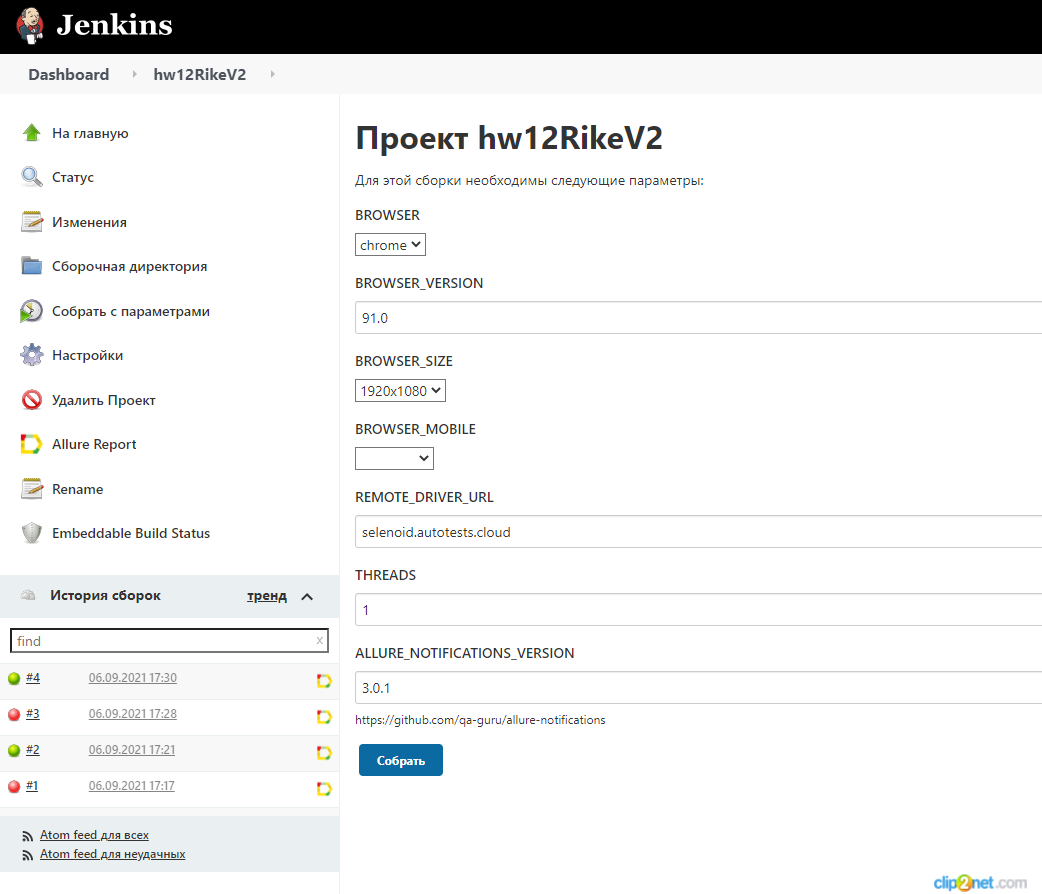 Jenkins
Dashboard hw12RikeV2
На главную
Статус
Изменения
Сборочная директория
Собрать с параметрами
Настройки
Удалить Проект
Allure Report
Rename
Embeddable Build Status
История сборок тренд
find x
#4 06.09.2021 17:30
#3 06.09.2021 17:28
#2 06.09.2021 17:21
#1 06.09.2021 17:17
Atom feed для всех
Atom feed для неудачных
Проект hw12RikeV2
Для этой сборки необходимы следующие параметры:
BROWSER
chrome
BROWSER_VERSION
91.0
BROWSER_SIZE
1920x1080
BROWSER_MOBILE
REMOTE_DRIVER_URL
selenoid.autotests.cloud
THREADS
1
ALLURE_NOTIFICATIONS_VERSION
3.0.1
https://github.com/qa-guru/allure-notifications
Собрать
clip2net.com